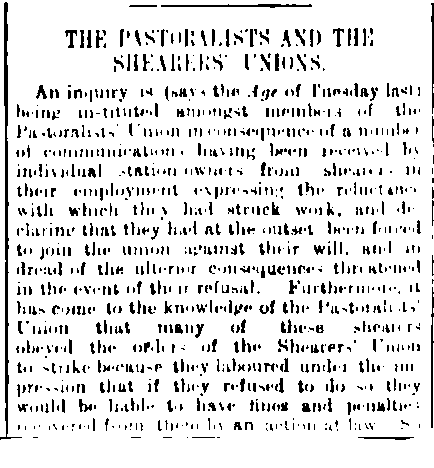 THE PASTORALISTS AND THE
SHEARERS' UNIONS.
An inquiry is (says the Age of Tuesday last)
being instituted amongst members of the
Pastoralists' Union in consequence of a number
of communications having been received by
individual station-owners from shearers in
their employment expressing the reluctance
with which they had struck work, and de-
claring that they had at the outset been forced
to join the union against their will, and in
dread of the ulterior consequences threatened
in the event of their refusal. Furthermore, it
has come to the knowledge of the Pastoralists'
Union that many of these shearers
obeyed the orders of the Shearers' Union
to strike because they laboured under the im-
pression that if they refused to do so they
would be liable to have fines and penalties
recovered from them by an action at law. So